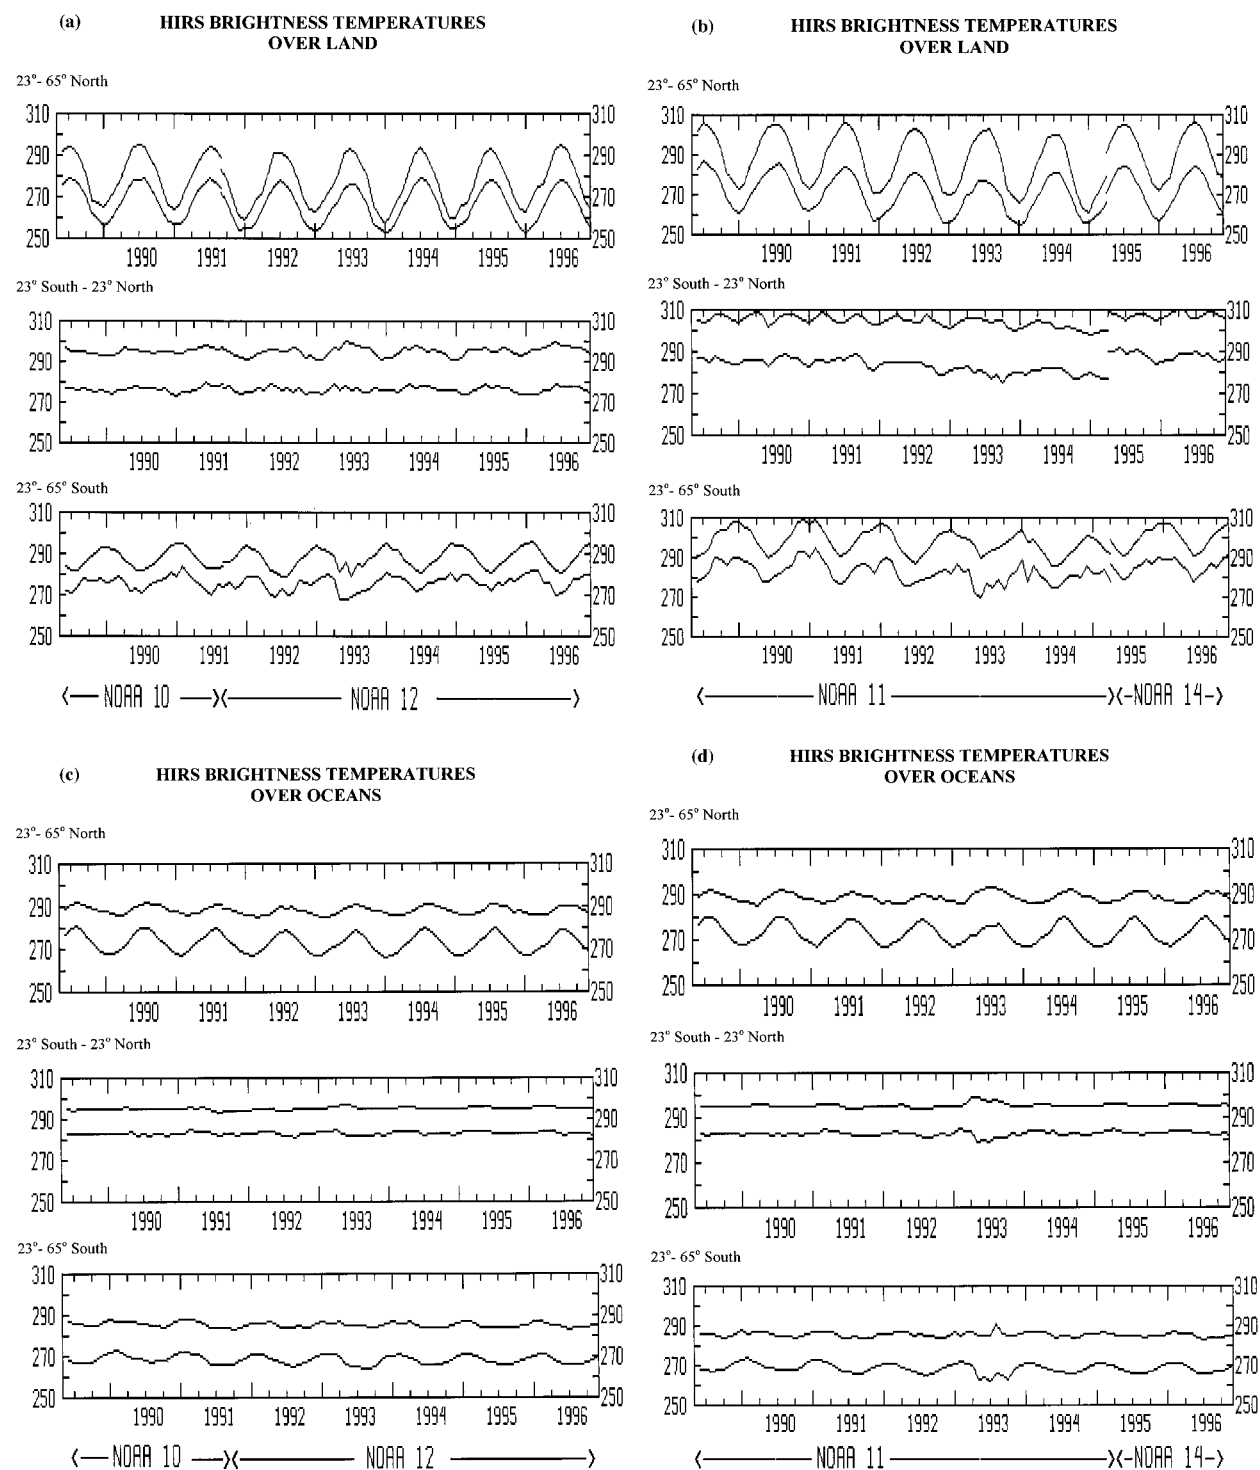 (a) HIRS BRIGHTNESS TEMPERATURES
OVER LAND
23°- 65° North
310 310
290 290
270 270
250 250
1990 1991 1992 1993 1994 1995 1996
23° South - 23° North
310 310
290 290
270 270
250 250
1990 1991 1992 1993 1994 1995 1996
23°- 65° South
310 310
290 290
270 270
250 250
1990 1991 1992 1993 1994 1995 1996
NOAA 10 NOAA 12
(b) HIRS BRIGHTNESS TEMPERATURES
OVER LAND
23°- 65° North
310 310
290 290
270 270
250 250
1990 1991 1992 1993 1994 1995 1996
23° South - 23° North
310 310
290 290
270 270
250 250
1990 1991 1992 1993 1994 1995 1996
23°- 65° South
310 310
290 290
270 270
250 250
1990 1991 1992 1993 1994 1995 1996
NOAA 11 NOAA 14
(c) HIRS BRIGHTNESS TEMPERATURES
OVER OCEANS
23°- 65° North
310 310
290 290
270 270
250 250
1990 1991 1992 1993 1994 1995 1996
23° South - 23° North
310 310
290 290
270 270
250 250
1990 1991 1992 1993 1994 1995 1996
23°- 65° South
310 310
290 290
270 270
250 250
1990 1991 1992 1993 1994 1995 1996
NOAA 10 NOAA 12
(d) HIRS BRIGHTNESS TEMPERATURES
OVER OCEANS
23°- 65° North
310 310
290 290
270 270
250 250
1990 1991 1992 1993 1994 1995 1996
23° South - 23° North
310 310
290 290
270 270
250 250
1990 1991 1992 1993 1994 1995 1996
23°- 65° South
310 310
290 290
270 270
250 250
1990 1991 1992 1993 1994 1995 1996
NOAA 11 NOAA 14